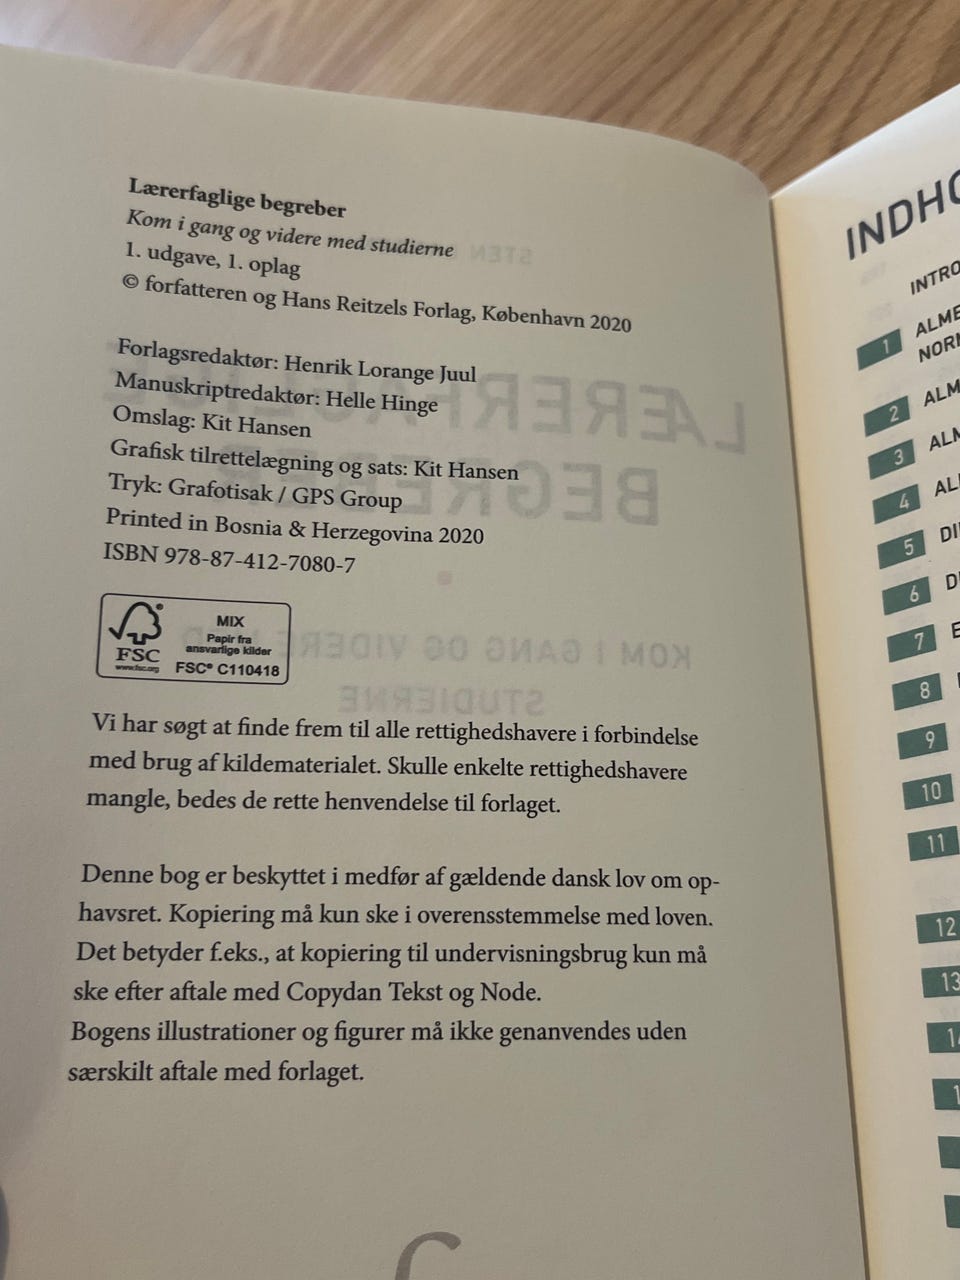 Lærerfaglige begreber
Kom i gang og videre med studierne
1. udgave, 1. oplag
© forfatteren og Hans Reitzels Forlag, København 2020
Forlagsredaktør: Henrik Lorange Juul
Manuskriptredaktør: Helle Hinge
Omslag: Kit Hansen
Grafisk tilrettelægning og sats: Kit Hansen
Tryk: Grafotisak / GPS Group
Printed in Bosnia & Herzegovina 2020
ISBN 978-87-412-7080-7
FSC
www.fsc.org
MIX
Papir fra
ansvarlige kilder
FSC® C110418
Vi har søgt at finde frem til alle rettighedshavere i forbindelse
med brug af kildematerialet. Skulle enkelte rettighedshavere
mangle, bedes de rette henvendelse til forlaget.
Denne bog er beskyttet i medfør af gældende dansk lov om op-
havsret. Kopiering må kun ske i overensstemmelse med loven.
Det betyder f.eks., at kopiering til undervisningsbrug kun må
ske efter aftale med Copydan Tekst og Node.
Bogens illustrationer og figurer må ikke genanvendes uden
særskilt aftale med forlaget.
INDHO
INTRO
1 ALME
NORM
2 ALM
3 ALM
4
5
6
7
8
9
10
11
12
13